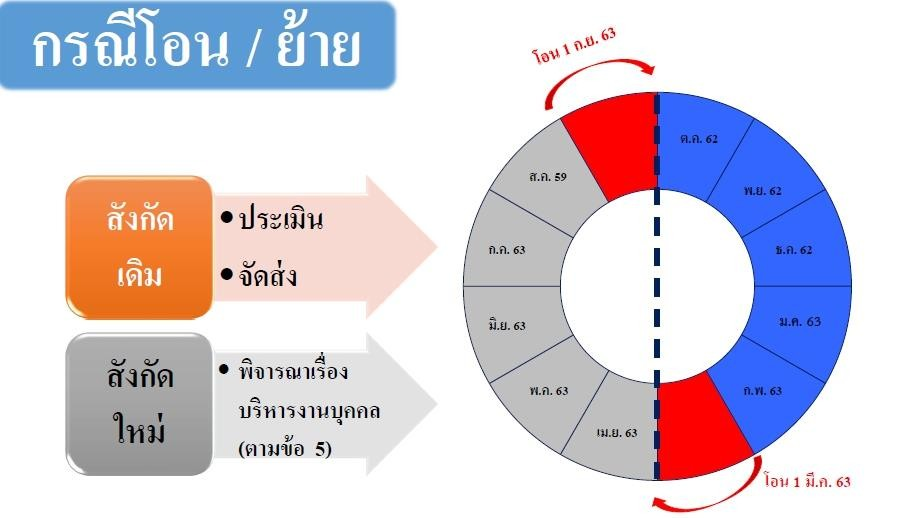 กรณีโอน / ย้าย
สังกัด
เดิม
• ประเมิน
• จัดส่ง
สังกัด
ใหม่
• พิจารณาเรื่อง
บริหารงานบุคคล
(ตามข้อ 5)
โอน 1 ก.ย. 63
ต.ค. 62
พ.ย. 62
ธ.ค. 62
ม.ค. 63
ก.พ. 63
โอน 1 มี.ค. 63
เม.ย. 63
พ.ค. 63
มิ.ย. 63
ก.ค. 63
ส.ค. 59